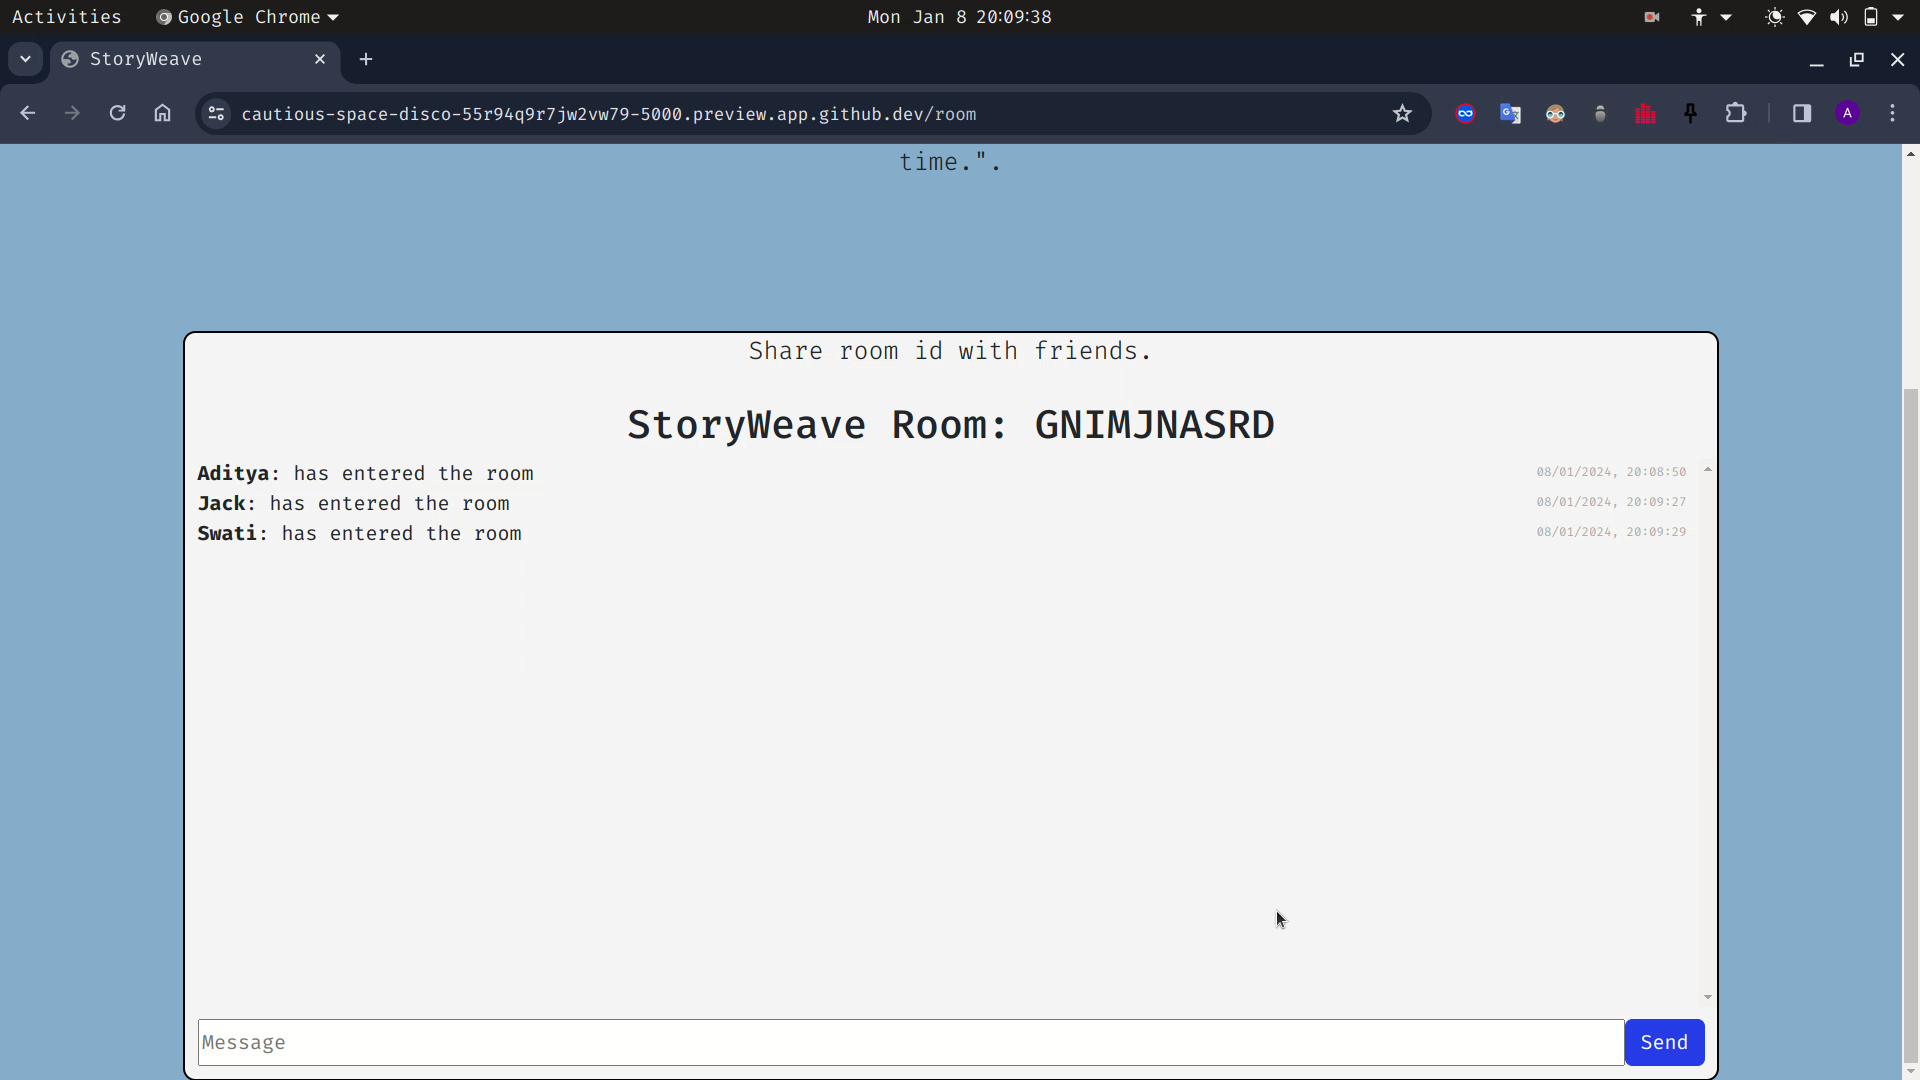 Activities Google Chrome Mon Jan 8 20:09:38
StoryWeave
cautious-space-disco-55r94q9r7jw2vw79-5000.preview.app.github.dev/room A
time.".
Share room id with friends.
StoryWeave Room: GNIMJNASRD
Aditya: has entered the room 08/01/2024, 20:08:50
Jack: has entered the room 08/01/2024, 20:09:27
Swati: has entered the room 08/01/2024, 20:09:29
Message Send